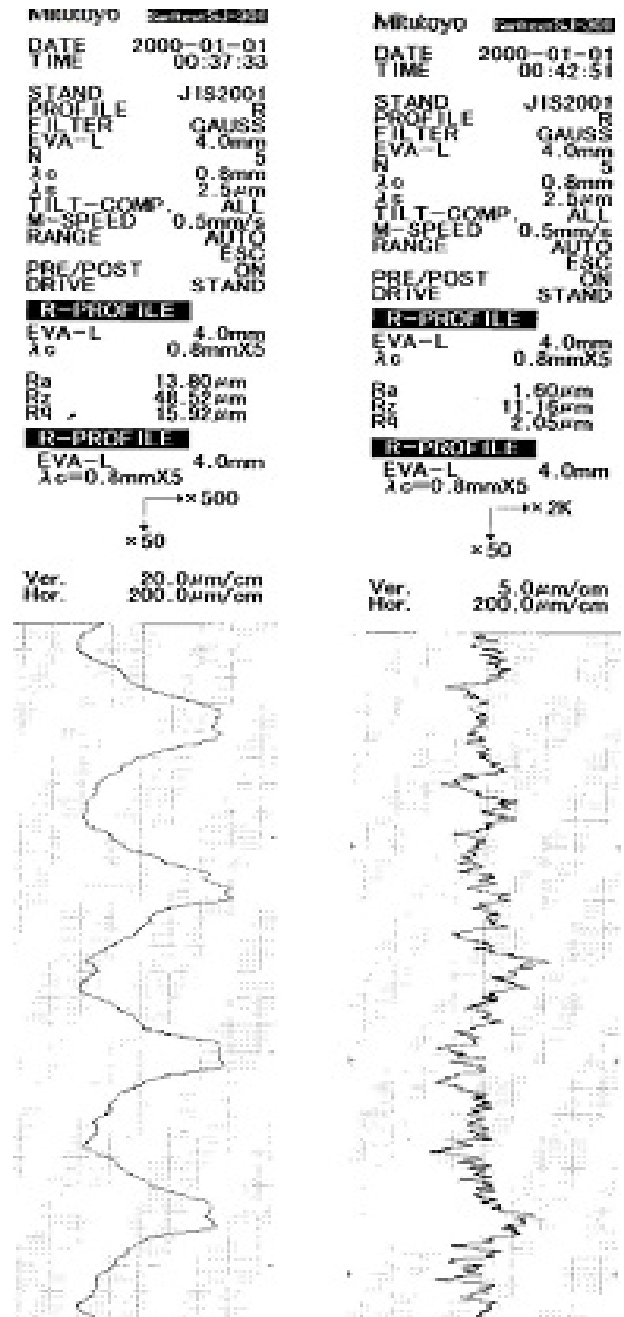 Mitutoyo
DATE 2000-01-01
TIME 00:37:33
STAND JIS2001
PROFILE R
FILTER GAUSS
EVA-L 4.0mm
N 5
λc 0.8mm
λs 2.5μm
TILT-COMP. ALL
M-SPEED 0.5mm/s
RANGE AUTO
ESC
PRE/POST ON
DRIVE STAND
R-PROFILE
EVA-L 4.0mm
λc 0.8mmX5
Ra 13.80μm
Rz 48.52μm
Rq 15.92μm
R-PROFILE
EVA-L 4.0mm
λc=0.8mmX5
×500
×50
Ver. 20.0μm/cm
Hor. 200.0μm/cm
Mitutoyo
DATE 2000-01-01
TIME 00:42:51
STAND JIS2001
PROFILE R
FILTER GAUSS
EVA-L 4.0mm
N 5
λc 0.8mm
λs 2.5μm
TILT-COMP. ALL
M-SPEED 0.5mm/s
RANGE AUTO
ESC
PRE/POST ON
DRIVE STAND
R-PROFILE
EVA-L 4.0mm
λc 0.8mmX5
Ra 1.60μm
Rz 11.16μm
Rq 2.05μm
R-PROFILE
EVA-L 4.0mm
λc=0.8mmX5
×2K
×50
Ver. 5.0μm/cm
Hor. 200.0μm/cm